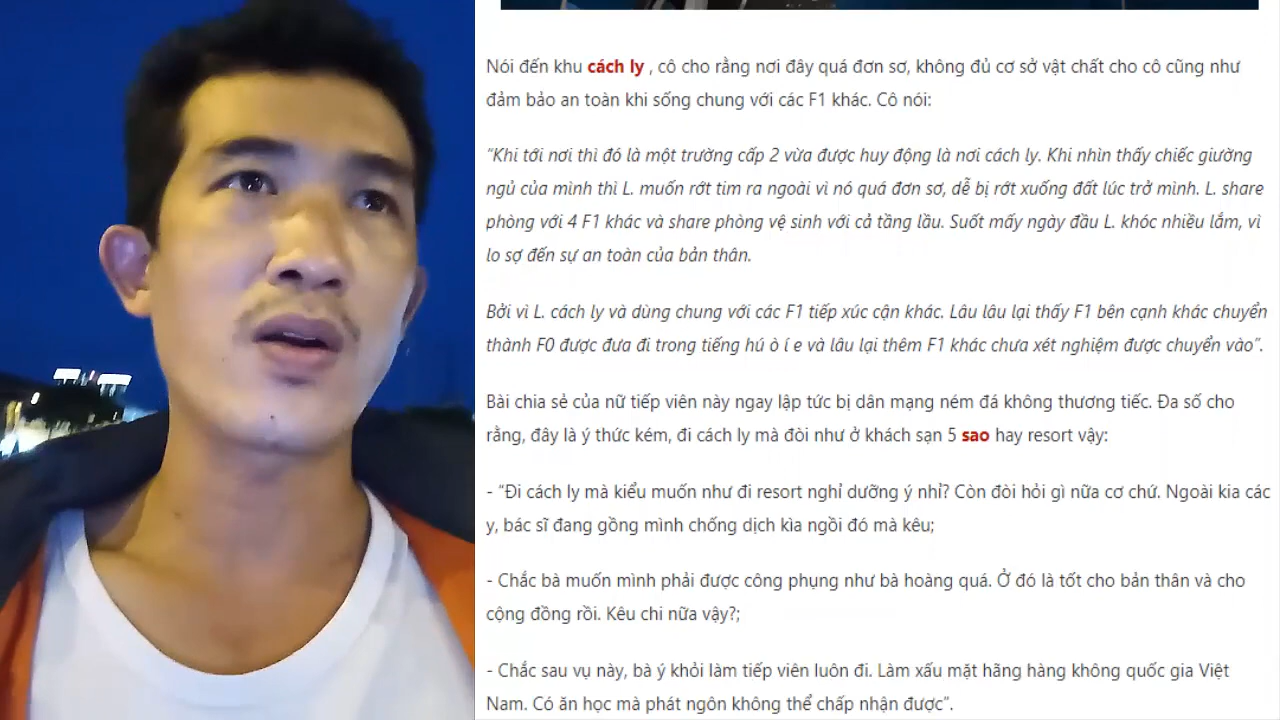 Nói đến khu cách ly , cô cho rằng nơi đây quá đơn sơ, không đủ cơ sở vật chất cho cô cũng như
đảm bảo an toàn khi sống chung với các F1 khác. Cô nói:
“Khi tới nơi thì đó là một trường cấp 2 vừa được huy động là nơi cách ly. Khi nhìn thấy chiếc giường
ngủ của mình thì L. muốn rớt tim ra ngoài vì nó quá đơn sơ, dễ bị rớt xuống đất lúc trở mình. L. share
phòng với 4 F1 khác và share phòng vệ sinh với cả tầng lầu. Suốt mấy ngày đầu L. khóc nhiều lắm, vì
lo sợ đến sự an toàn của bản thân.
Bởi vì L. cách ly và dùng chung với các F1 tiếp xúc cận khác. Lâu lâu lại thấy F1 bên cạnh khác chuyển
thành F0 được đưa đi trong tiếng hú ò í e và lâu lại thêm F1 khác chưa xét nghiệm được chuyển vào”.
Bài chia sẻ của nữ tiếp viên này ngay lập tức bị dân mạng ném đá không thương tiếc. Đa số cho
rằng, đây là ý thức kém, đi cách ly mà đòi như ở khách sạn 5 sao hay resort vậy:
- “Đi cách ly mà kiểu muốn như đi resort nghỉ dưỡng ý nhỉ? Còn đòi hỏi gì nữa cơ chứ. Ngoài kia các
y, bác sĩ đang gồng mình chống dịch kìa ngồi đó mà kêu;
- Chắc bà muốn mình phải được công phụng như bà hoàng quá. Ở đó là tốt cho bản thân và cho
cộng đồng rồi. Kêu chi nữa vậy?;
- Chắc sau vụ này, bà ý khỏi làm tiếp viên luôn đi. Làm xấu mặt hãng hàng không quốc gia Việt
Nam. Có ăn học mà phát ngôn không thể chấp nhận được”.